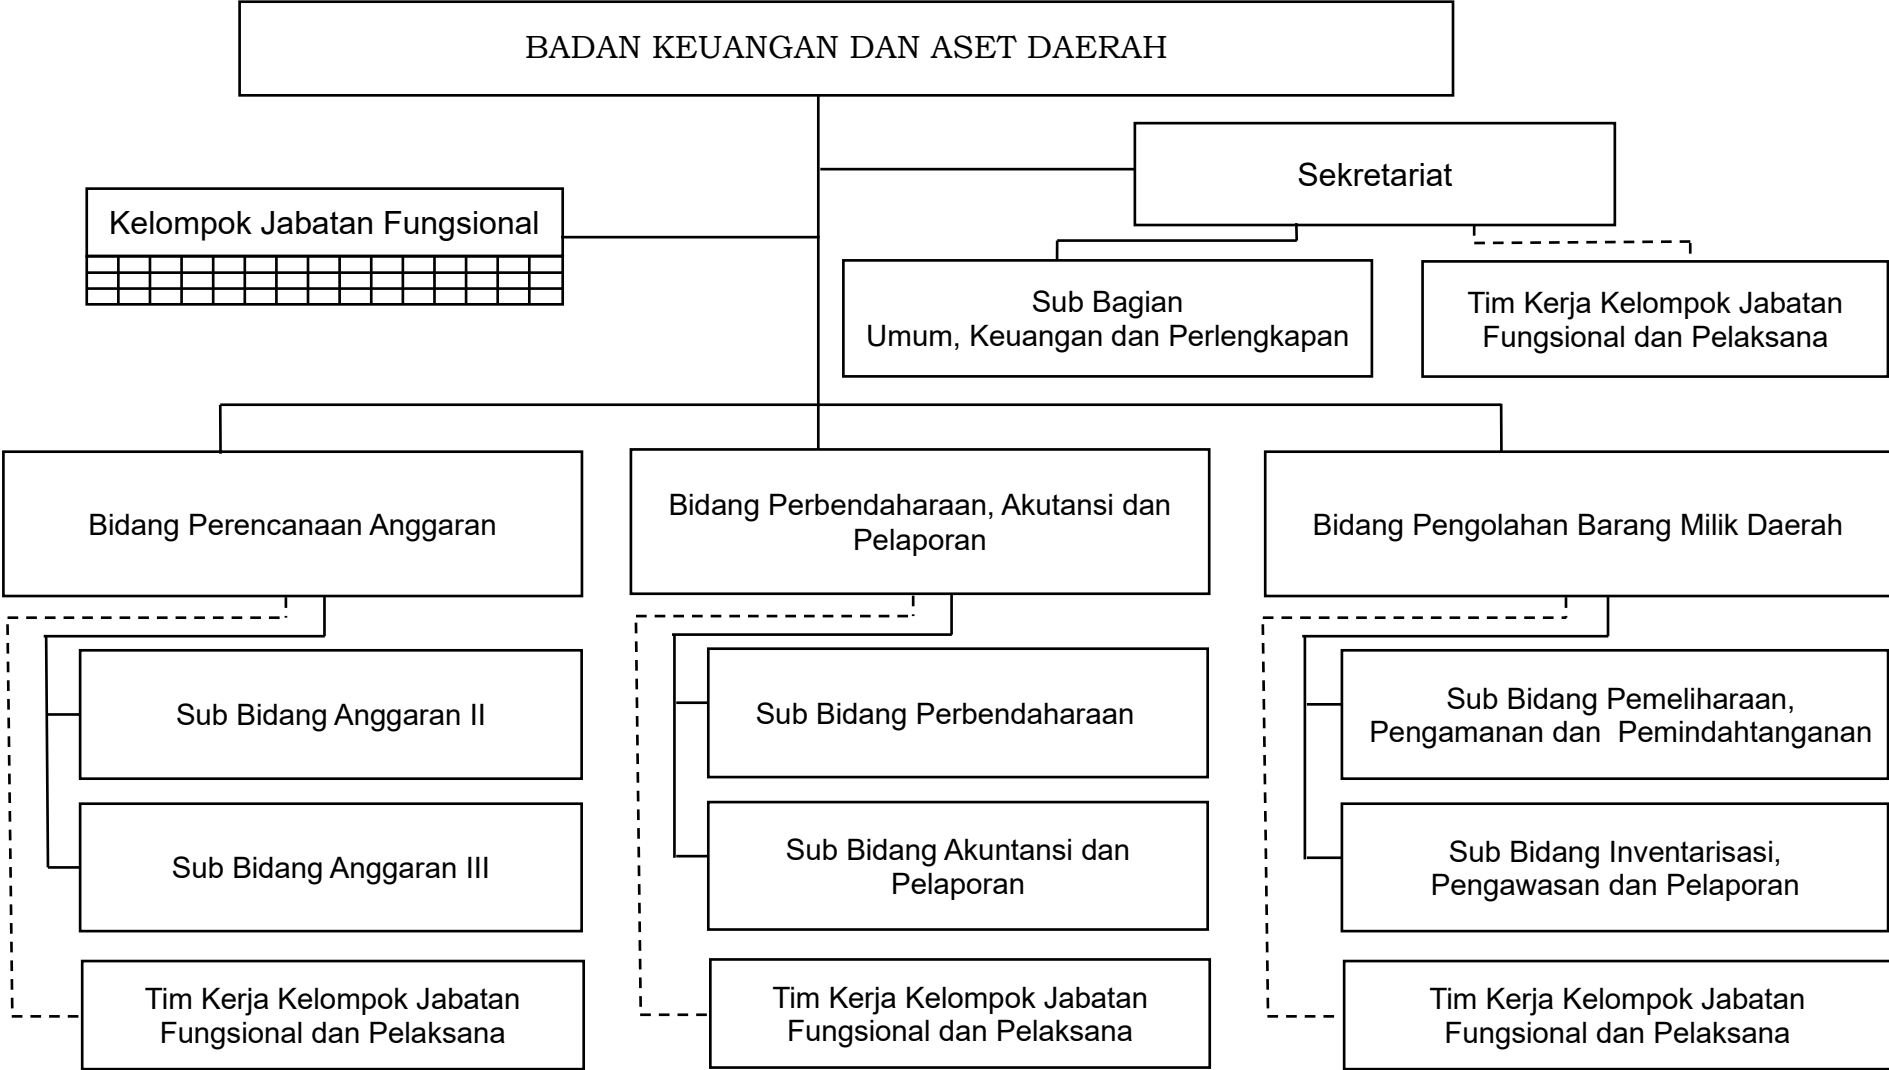 BADAN KEUANGAN DAN ASET DAERAH
Sekretariat
Kelompok Jabatan Fungsional
Sub Bagian
Umum, Keuangan dan Perlengkapan
Tim Kerja Kelompok Jabatan
Fungsional dan Pelaksana
Bidang Perencanaan Anggaran
Bidang Perbendaharaan, Akutansi dan
Pelaporan
Bidang Pengolahan Barang Milik Daerah
Sub Bidang Anggaran II
Sub Bidang Perbendaharaan
Sub Bidang Pemeliharaan,
Pengamanan dan  Pemindahtanganan
Sub Bidang Anggaran III
Sub Bidang Akuntansi dan
Pelaporan
Sub Bidang Inventarisasi,
Pengawasan dan Pelaporan
Tim Kerja Kelompok Jabatan
Fungsional dan Pelaksana
Tim Kerja Kelompok Jabatan
Fungsional dan Pelaksana
Tim Kerja Kelompok Jabatan
Fungsional dan Pelaksana